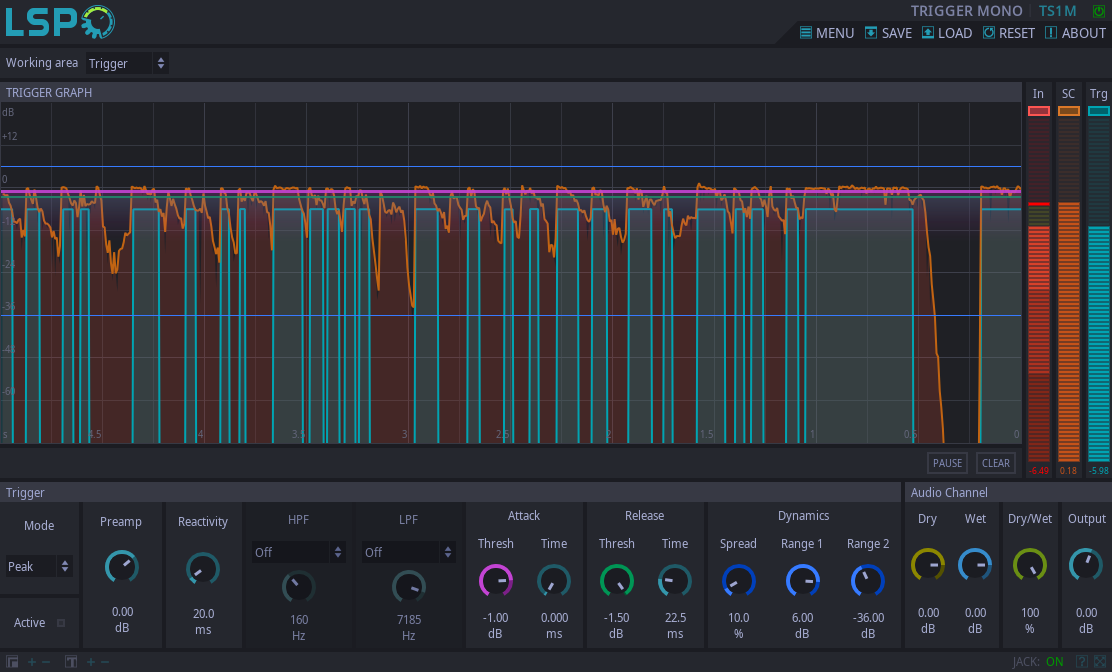 LSP
TRIGGER MONO TS1M
MENU SAVE LOAD RESET ABOUT
Working area Trigger
TRIGGER GRAPH
In SC Trg
dB
+12
0
-12
-24
-36
-48
-60
s 4.5 4 3.5 3 2.5 2 1.5 1 0.5 0
PAUSE CLEAR
-6.49 0.18 -5.98
Trigger
Audio Channel
Mode Preamp Reactivity HPF LPF Attack Release Dynamics Dry Wet Dry/Wet Output
Thresh Time Thresh Time Spread Range 1 Range 2
Peak Off Off
0.00 dB
20.0 ms
160 Hz
7185 Hz
-1.00 dB
0.000 ms
-1.50 dB
22.5 ms
10.0 %
6.00 dB
-36.00 dB
0.00 dB
0.00 dB
100 %
0.00 dB
Active
T
JACK: ON ?